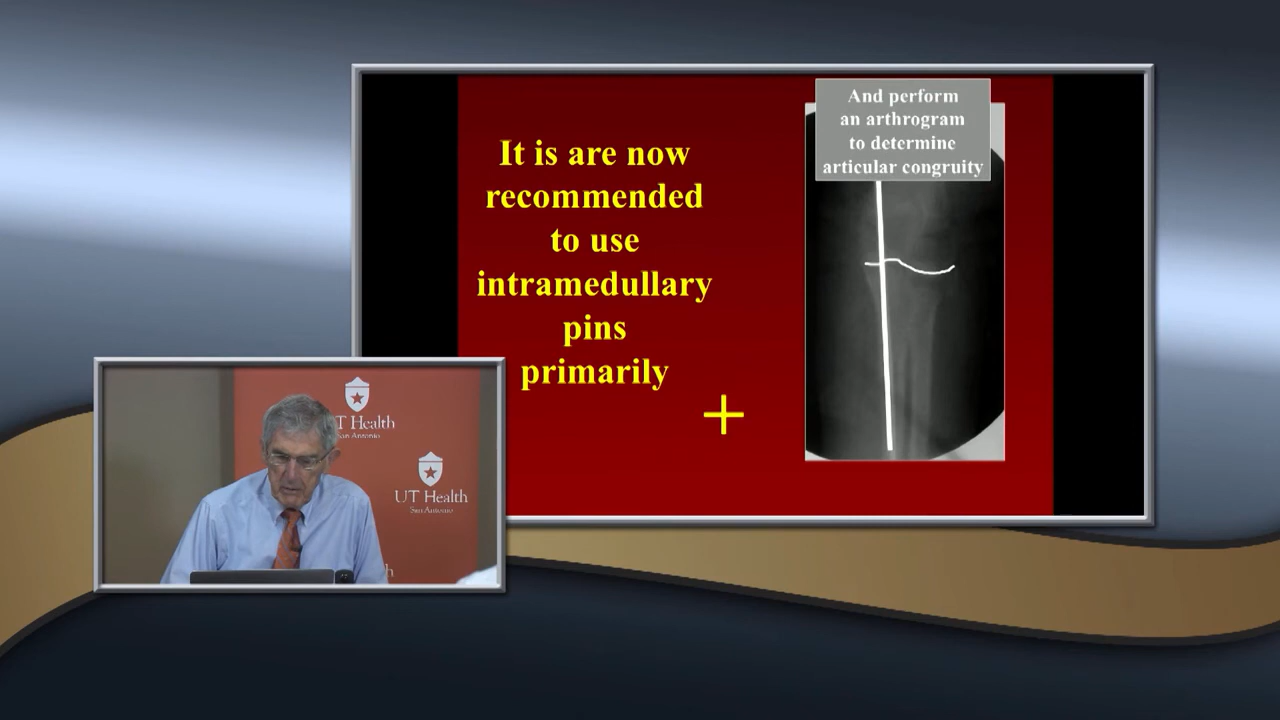 It is are now
recommended
to use
intramedullary
pins
primarily
+
And perform
an arthrogram
to determine
articular congruity
T Health
San Antonio
UT Health
San Antonio
h